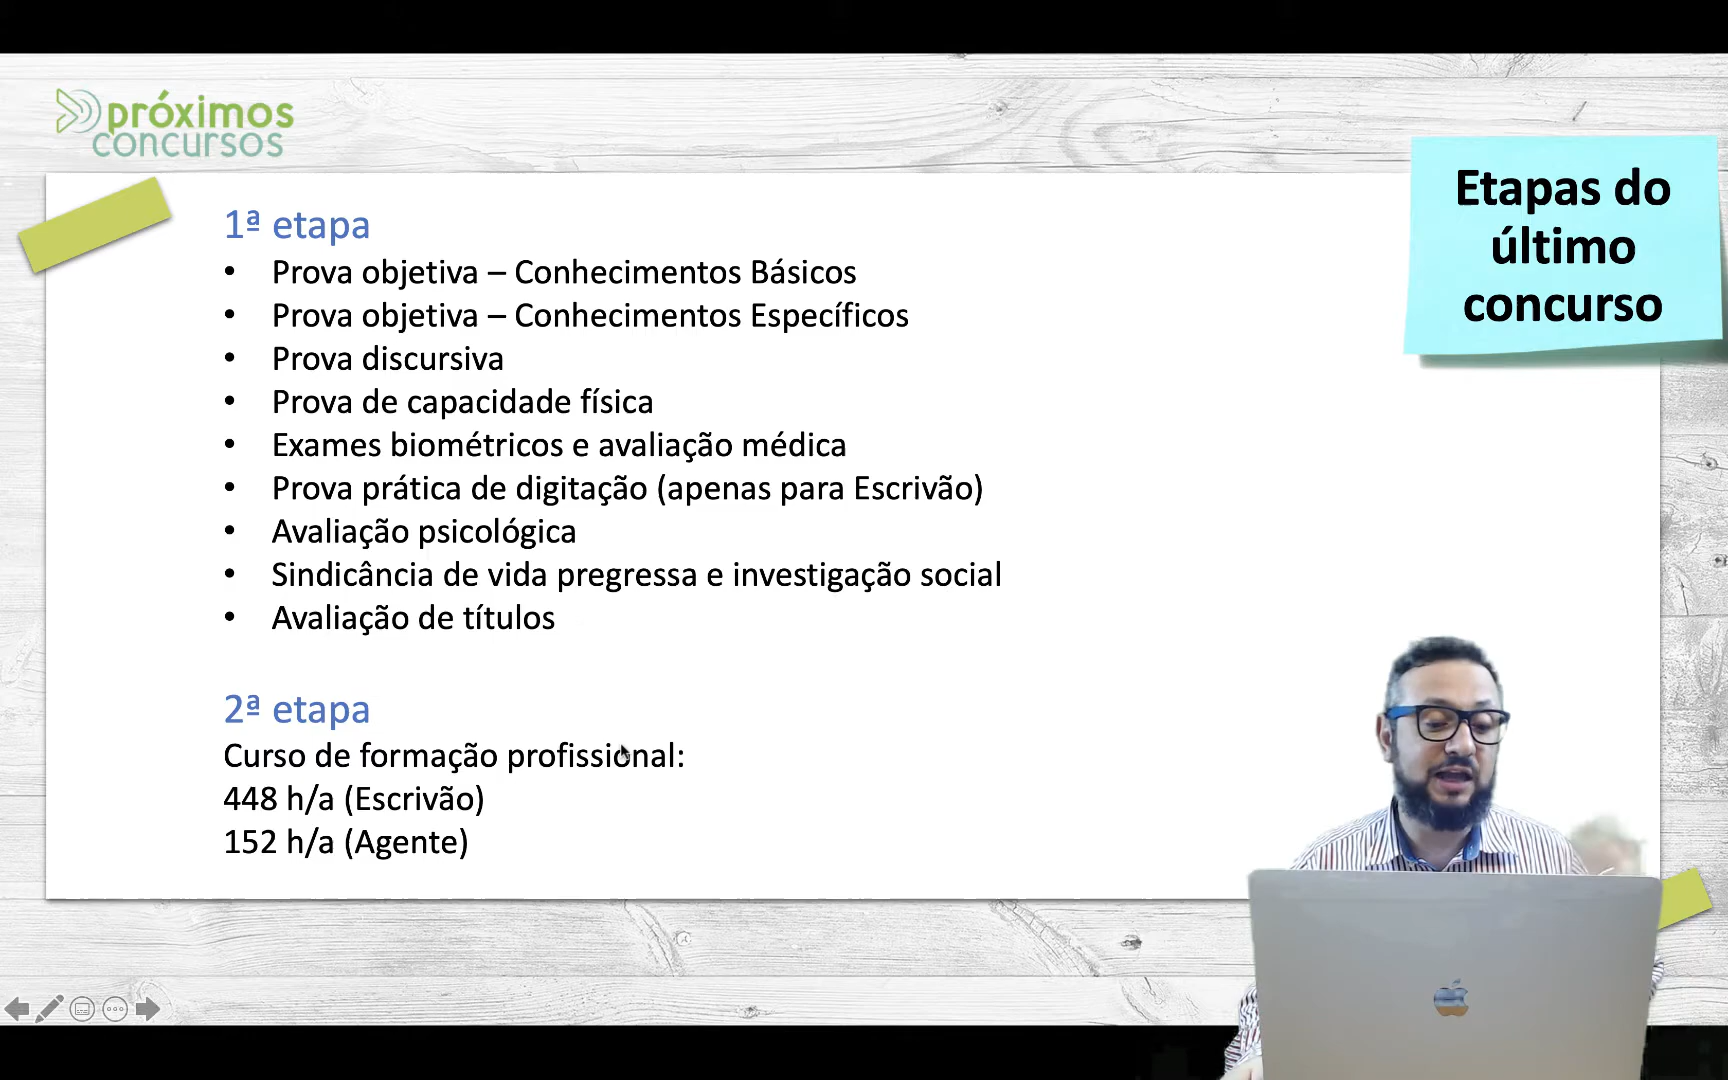 próximos
concursos
Etapas do
último
concurso
1ª etapa
• Prova objetiva – Conhecimentos Básicos
• Prova objetiva – Conhecimentos Específicos
• Prova discursiva
• Prova de capacidade física
• Exames biométricos e avaliação médica
• Prova prática de digitação (apenas para Escrivão)
• Avaliação psicológica
• Sindicância de vida pregressa e investigação social
• Avaliação de títulos
2ª etapa
Curso de formação profissional:
448 h/a (Escrivão)
152 h/a (Agente)